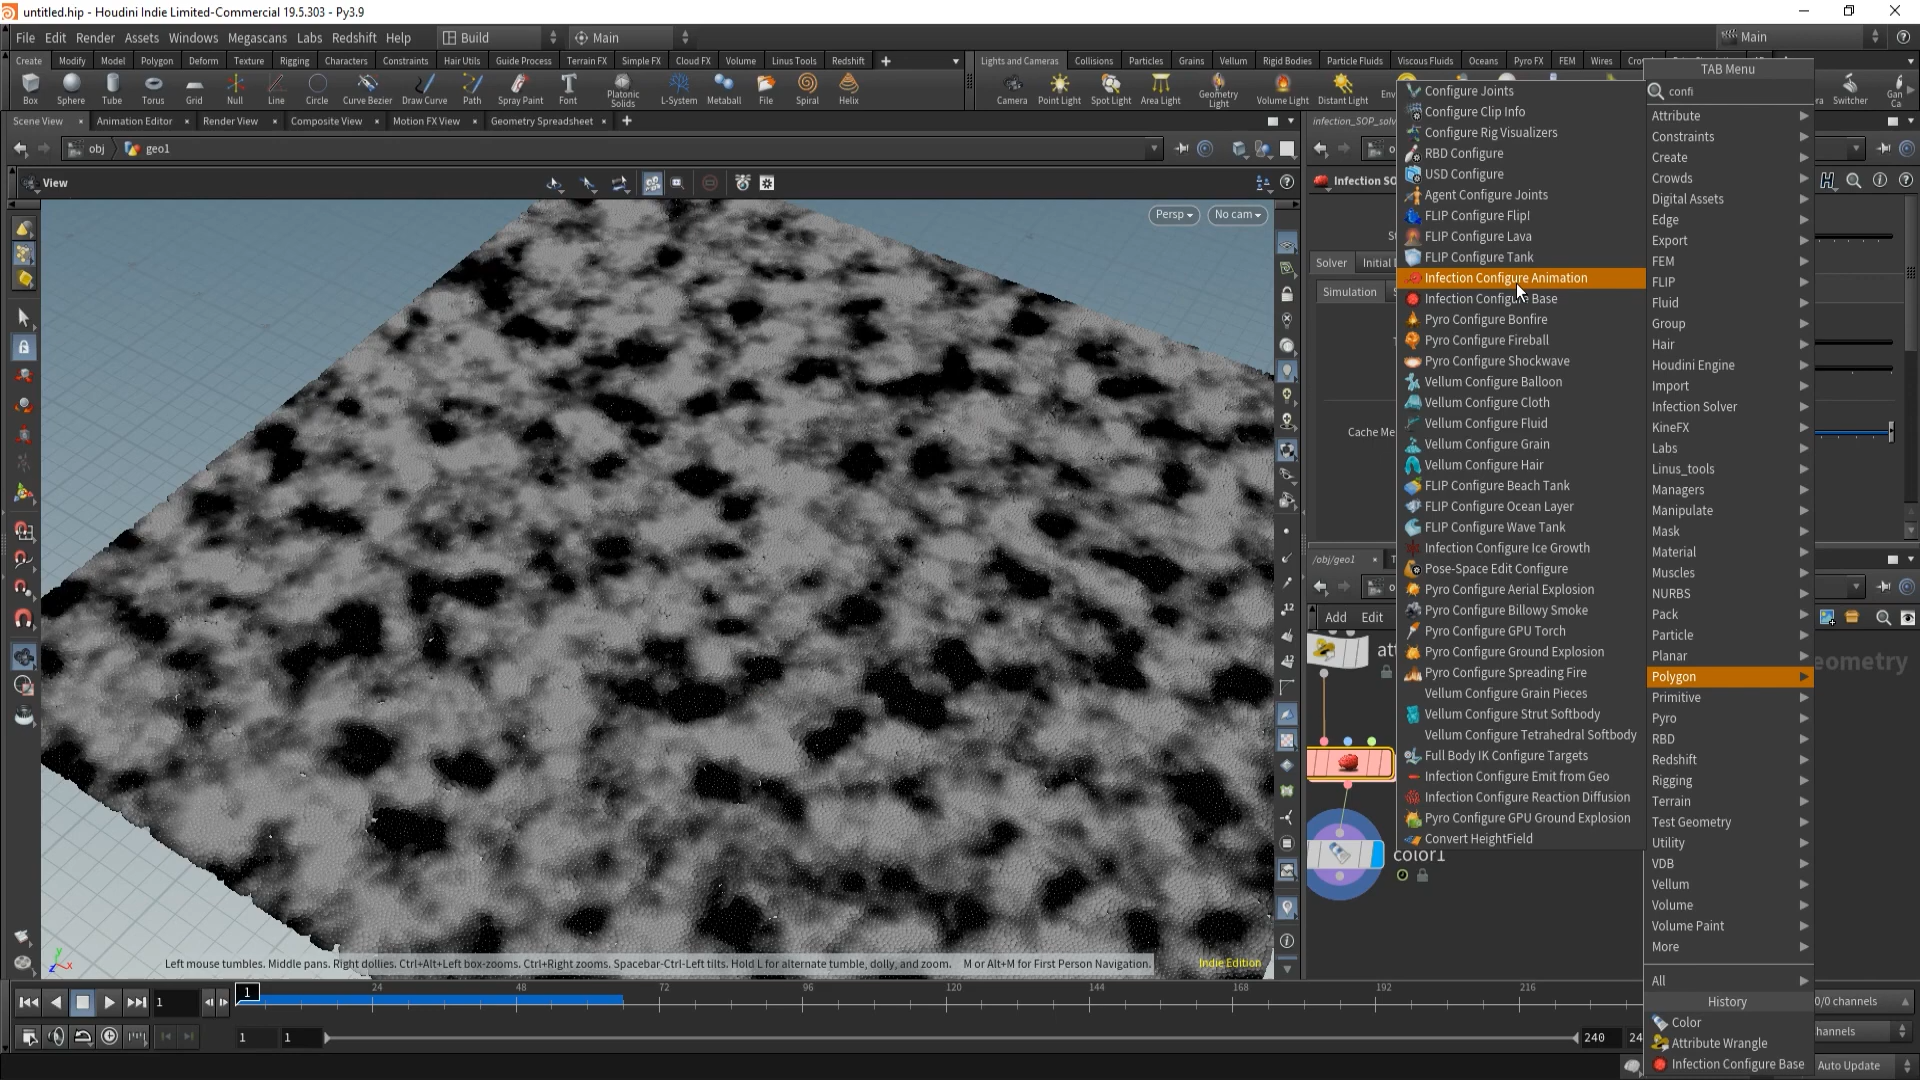 untitled.hip - Houdini Indie Limited-Commercial 19.5.303 - Py3.9
File Edit Render Assets Windows Megascans Labs Redshift Help Build Main Main
Create Modify Model Polygon Deform Texture Rigging Characters Constraints Hair Utils Guide Process Terrain FX Simple FX Cloud FX Volume Linus Tools Redshift
Lights and Cameras Collisions Particles Grains Vellum Rigid Bodies Particle Fluids Viscous Fluids Oceans Pyro FX FEM Wires
Box Sphere Tube Torus Grid Null Line Circle Curve Bezier Draw Curve Path Spray Paint Font Platonic Solids L-System Metaball File Spiral Helix
Camera Point Light Spot Light Area Light Geometry Light Volume Light Distant Light Switcher
Scene View Animation Editor Render View Composite View Motion FX View Geometry Spreadsheet
obj geo1
View
Persp No cam
Infection SO
Solver Initial
Simulation
Cache Me
/obj/geo1
Add Edit
att
color1
eometry
TAB Menu
confi
Attribute
Constraints
Create
Crowds
Digital Assets
Edge
Export
FEM
FLIP
Fluid
Group
Hair
Houdini Engine
Import
Infection Solver
KineFX
Labs
Linus_tools
Managers
Manipulate
Mask
Material
Muscles
NURBS
Pack
Particle
Planar
Polygon
Primitive
Pyro
RBD
Redshift
Rigging
Terrain
Test Geometry
Utility
VDB
Vellum
Volume
Volume Paint
More
All
History
Color
Attribute Wrangle
Infection Configure Base
Configure Joints
Configure Clip Info
Configure Rig Visualizers
RBD Configure
USD Configure
Agent Configure Joints
FLIP Configure Flip!
FLIP Configure Lava
FLIP Configure Tank
Infection Configure Animation
Infection Configure Base
Pyro Configure Bonfire
Pyro Configure Fireball
Pyro Configure Shockwave
Vellum Configure Balloon
Vellum Configure Cloth
Vellum Configure Fluid
Vellum Configure Grain
Vellum Configure Hair
FLIP Configure Beach Tank
FLIP Configure Ocean Layer
FLIP Configure Wave Tank
Infection Configure Ice Growth
Pose-Space Edit Configure
Pyro Configure Aerial Explosion
Pyro Configure Billowy Smoke
Pyro Configure GPU Torch
Pyro Configure Ground Explosion
Pyro Configure Spreading Fire
Vellum Configure Grain Pieces
Vellum Configure Strut Softbody
Vellum Configure Tetrahedral Softbody
Full Body IK Configure Targets
Infection Configure Emit from Geo
Infection Configure Reaction Diffusion
Pyro Configure GPU Ground Explosion
Convert HeightField
Left mouse tumbles. Middle pans. Right dollies. Ctrl+Alt+Left box-zooms. Ctrl+Right zooms. Spacebar-Ctrl-Left tilts. Hold L for alternate tumble, dolly, and zoom. M or Alt+M for First Person Navigation.
Indie Edition
1 1 24 48 72 96 120 144 168 192 216
0/0 channels
1 1 240 24
hannels
Auto Update